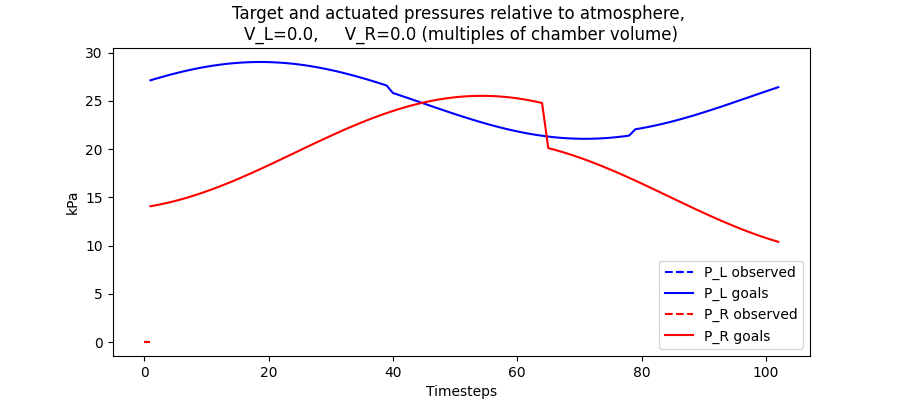 Target and actuated pressures relative to atmosphere,
V_L=0.0,     V_R=0.0 (multiples of chamber volume)
30
25
20
15
10
5
0
kPa
0 20 40 60 80 100
Timesteps
P_L observed
P_L goals
P_R observed
P_R goals